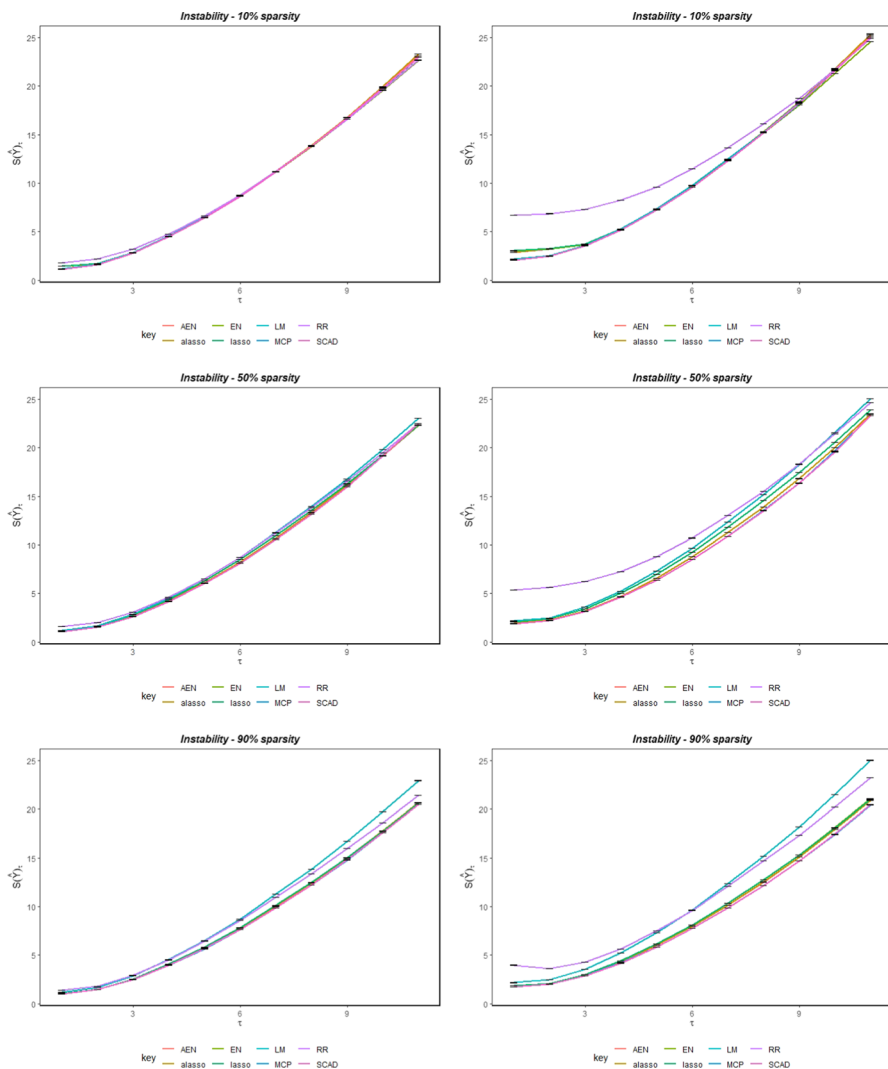 Instability - 10% sparsity
25
20
15
10
5
0
S(Ŷ)τ
3 6 9
τ
key AEN EN LM RR
alasso lasso MCP SCAD
Instability - 10% sparsity
25
20
15
10
5
0
S(Ŷ)τ
3 6 9
τ
key AEN EN LM RR
alasso lasso MCP SCAD
Instability - 50% sparsity
25
20
15
10
5
0
S(Ŷ)τ
3 6 9
τ
key AEN EN LM RR
alasso lasso MCP SCAD
Instability - 50% sparsity
25
20
15
10
5
0
S(Ŷ)τ
3 6 9
τ
key AEN EN LM RR
alasso lasso MCP SCAD
Instability - 90% sparsity
25
20
15
10
5
0
S(Ŷ)τ
3 6 9
τ
key AEN EN LM RR
alasso lasso MCP SCAD
Instability - 90% sparsity
25
20
15
10
5
0
S(Ŷ)τ
3 6 9
τ
key AEN EN LM RR
alasso lasso MCP SCAD